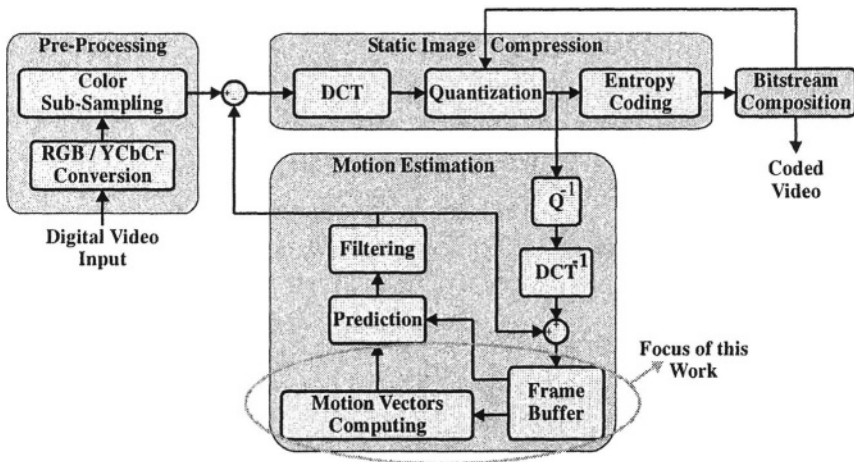 Pre-Processing
Color
Sub-Sampling
RGB / YCbCr
Conversion
Digital Video
Input
+
-
Static Image Compression
DCT
Quantization
Entropy
Coding
Bitstream
Composition
Coded
Video
Motion Estimation
Q-1
DCT-1
+
+
Filtering
Prediction
Motion Vectors
Computing
Frame
Buffer
Focus of this
Work